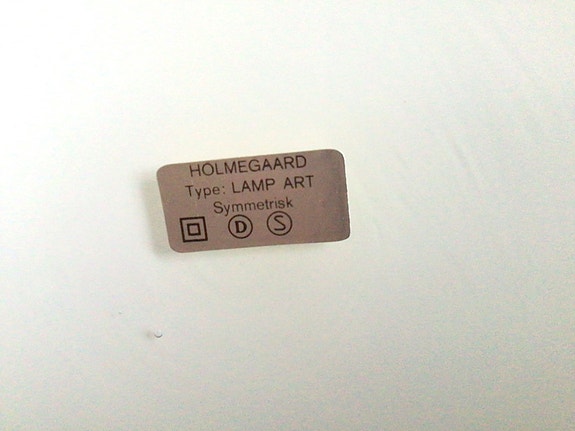 HOLMEGAARD
Type: LAMP ART
Symmetrisk
D S